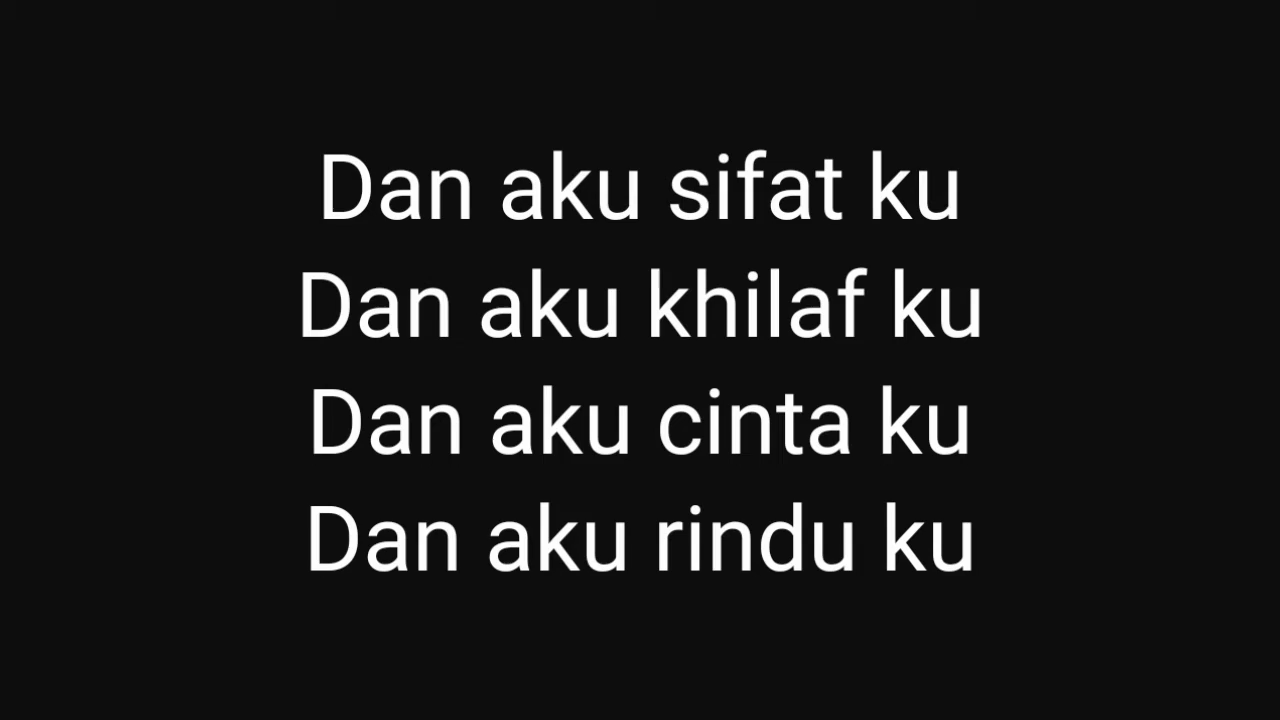 Dan aku sifat ku
Dan aku khilaf ku
Dan aku cinta ku
Dan aku rindu ku